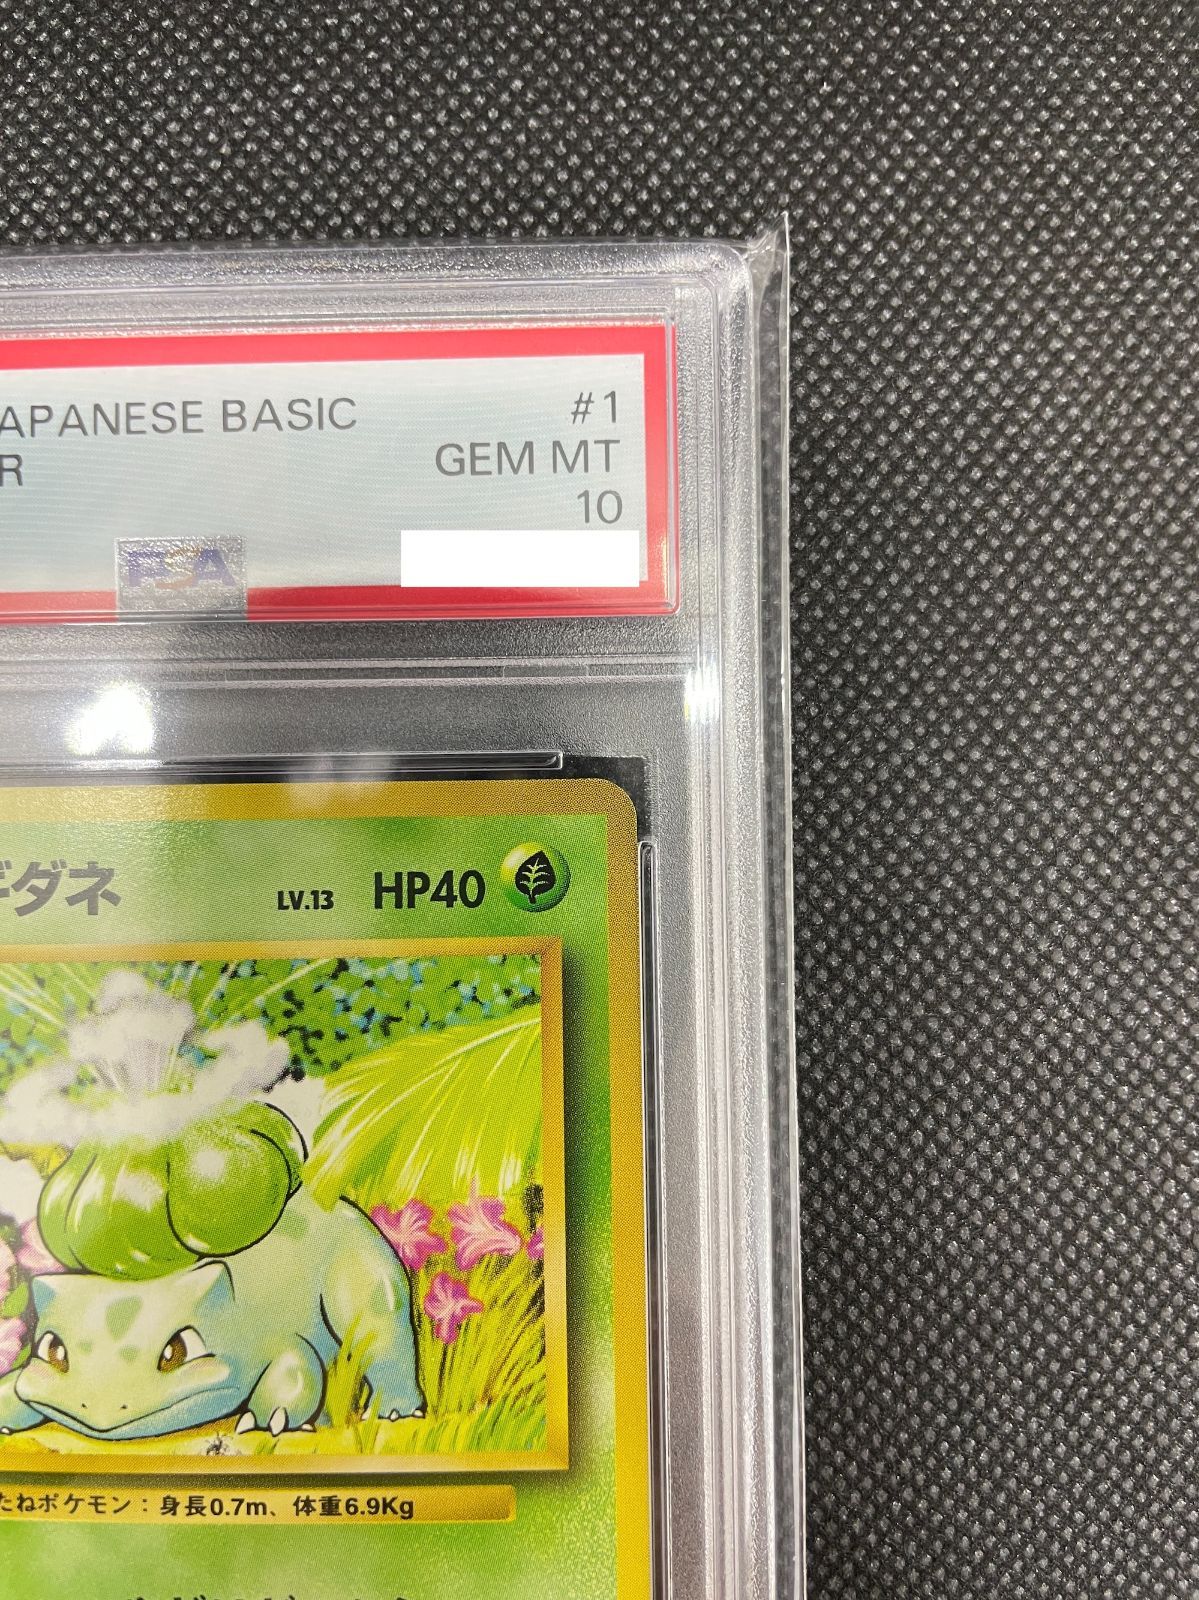 APANESE BASIC #1
R GEM MT
10
PSA
ギダネ LV.13 HP40
たねポケモン：身長0.7m、体重6.9Kg